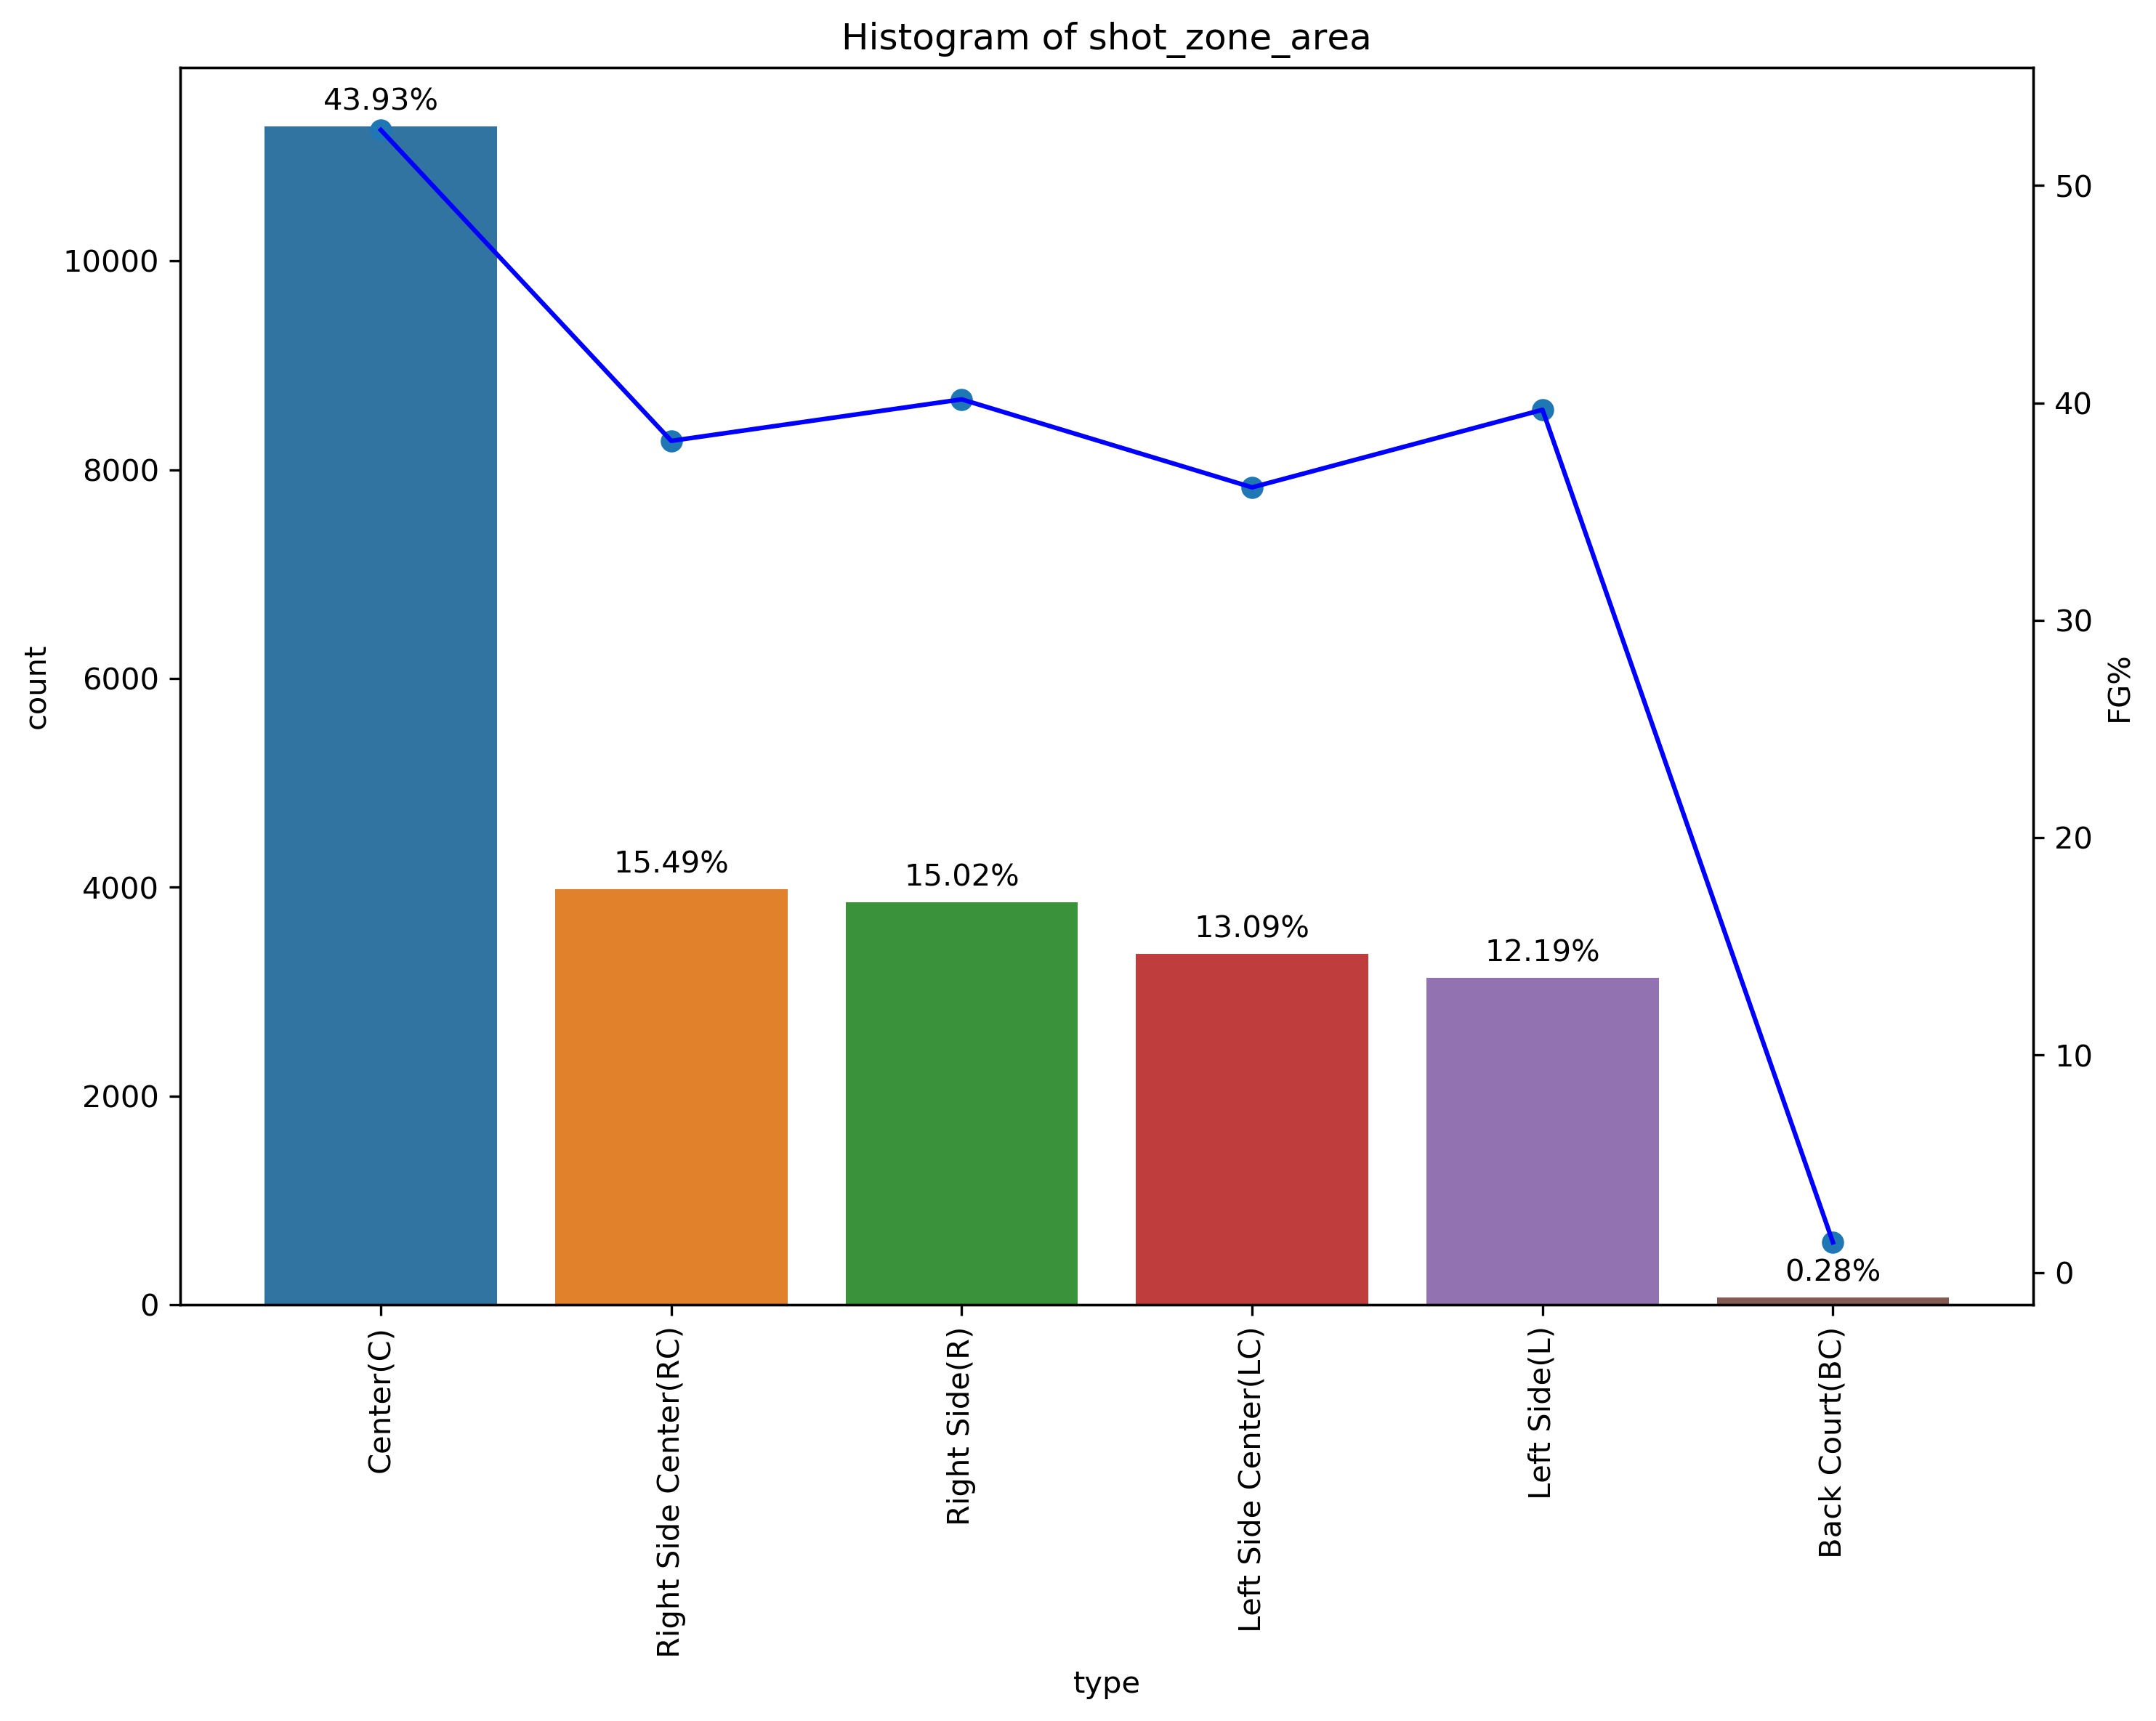 Histogram of shot_zone_area
43.93%
15.49%
15.02%
13.09%
12.19%
0.28%
count
10000
8000
6000
4000
2000
0
FG%
50
40
30
20
10
0
Center(C)
Right Side Center(RC)
Right Side(R)
Left Side Center(LC)
Left Side(L)
Back Court(BC)
type